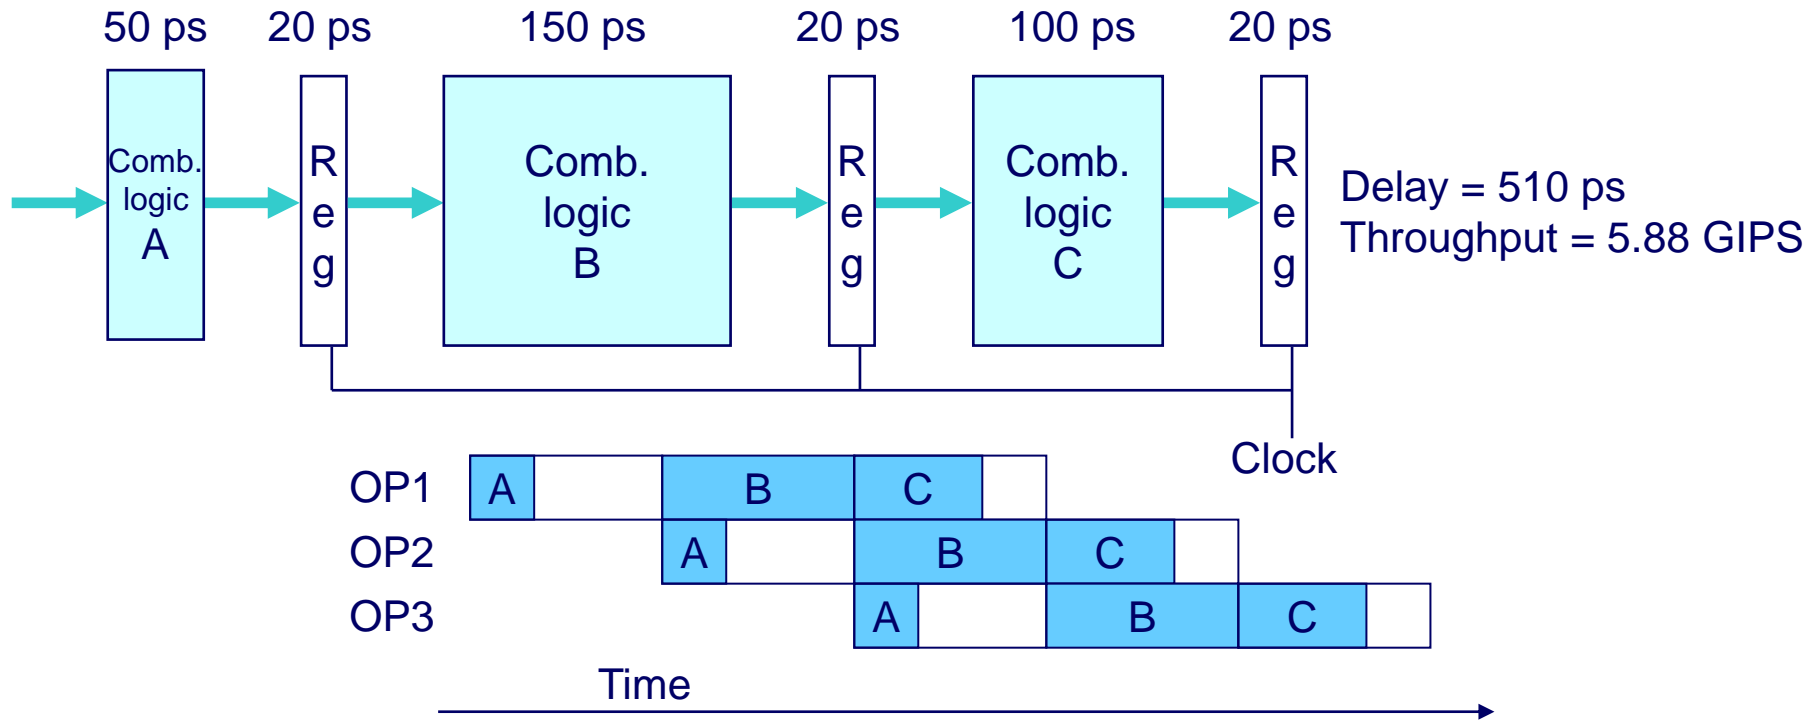 50 ps 20 ps 150 ps 20 ps 100 ps 20 ps
Comb.
logic
A
R
e
g
Comb.
logic
B
R
e
g
Comb.
logic
C
R
e
g
Delay = 510 ps
Throughput = 5.88 GIPS
Clock
OP1 A B C
OP2 A B C
OP3 A B C
Time